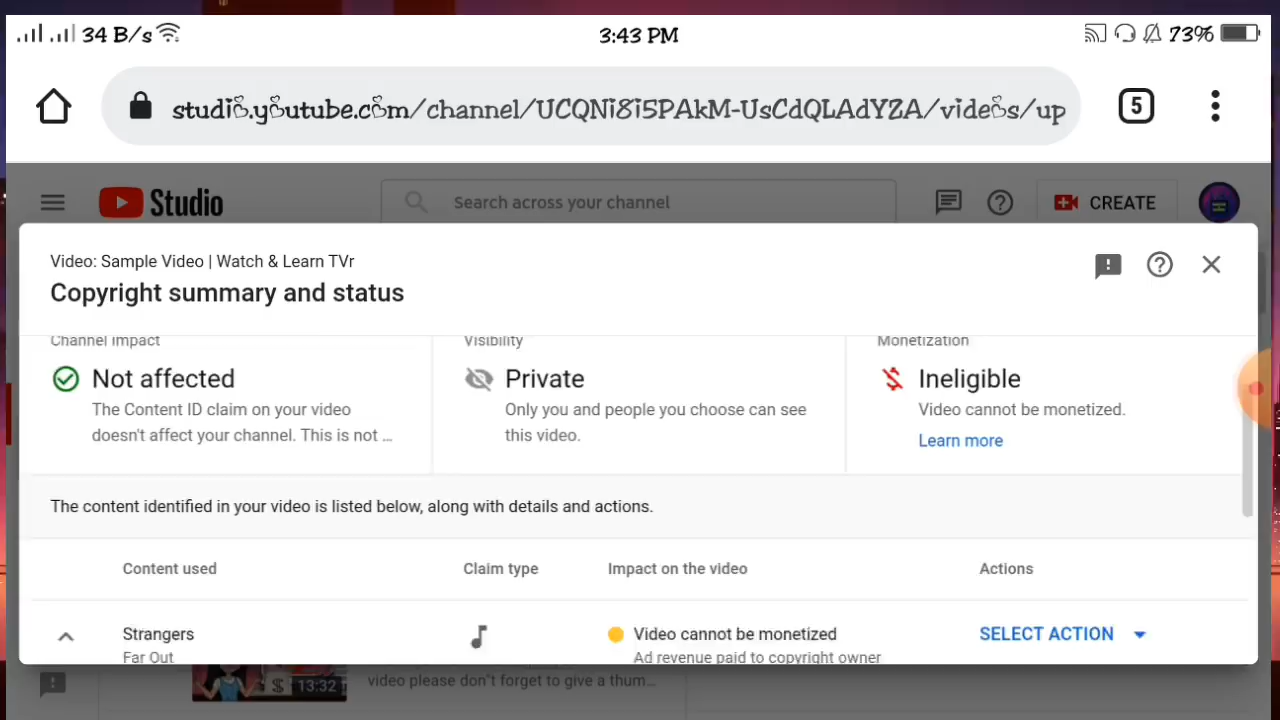 34 B/s 3:43 PM 73%
studio.youtube.com/channel/UCQNi8i5PAkM-UsCdQLAdYZA/videos/up 5
Studio Search across your channel CREATE
Video: Sample Video | Watch & Learn TVr
Copyright summary and status
Channel impact Visibility Monetization
Not affected Private Ineligible
The Content ID claim on your video Only you and people you choose can see Video cannot be monetized.
doesn't affect your channel. This is not ... this video. Learn more
The content identified in your video is listed below, along with details and actions.
Content used Claim type Impact on the video Actions
Strangers Video cannot be monetized SELECT ACTION
Far Out Ad revenue paid to copyright owner
13:32 video please don"t forget to give a thum...